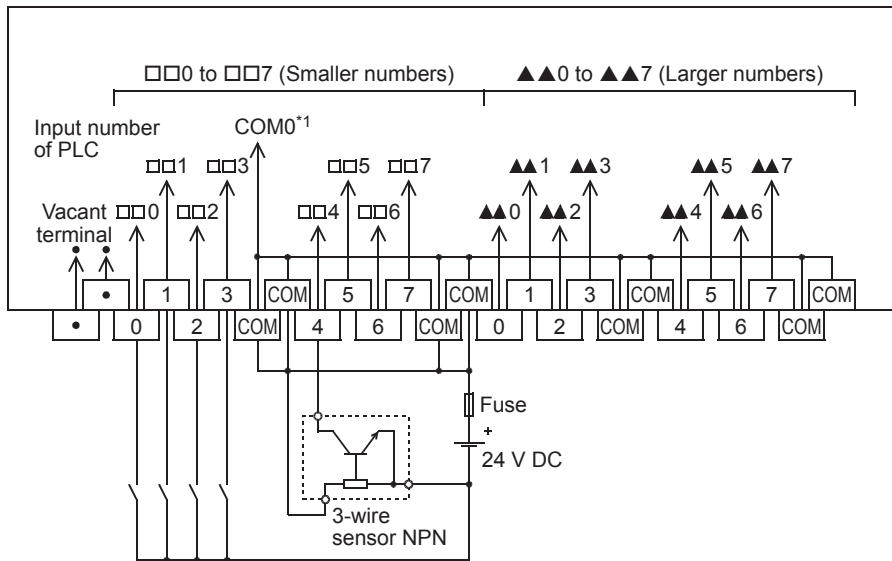 □□0 to □□7 (Smaller numbers) ▲▲0 to ▲▲7 (Larger numbers)
Input number
of PLC
COM0*1
□□1 □□3 □□5 □□7 ▲▲1 ▲▲3 ▲▲5 ▲▲7
Vacant
terminal
□□0 □□2 □□4 □□6 ▲▲0 ▲▲2 ▲▲4 ▲▲6
• 1 3 COM 5 7 COM 1 3 COM 5 7 COM
• 0 2 COM 4 6 COM 0 2 COM 4 6 COM
Fuse
+
24 V DC
3-wire
sensor NPN